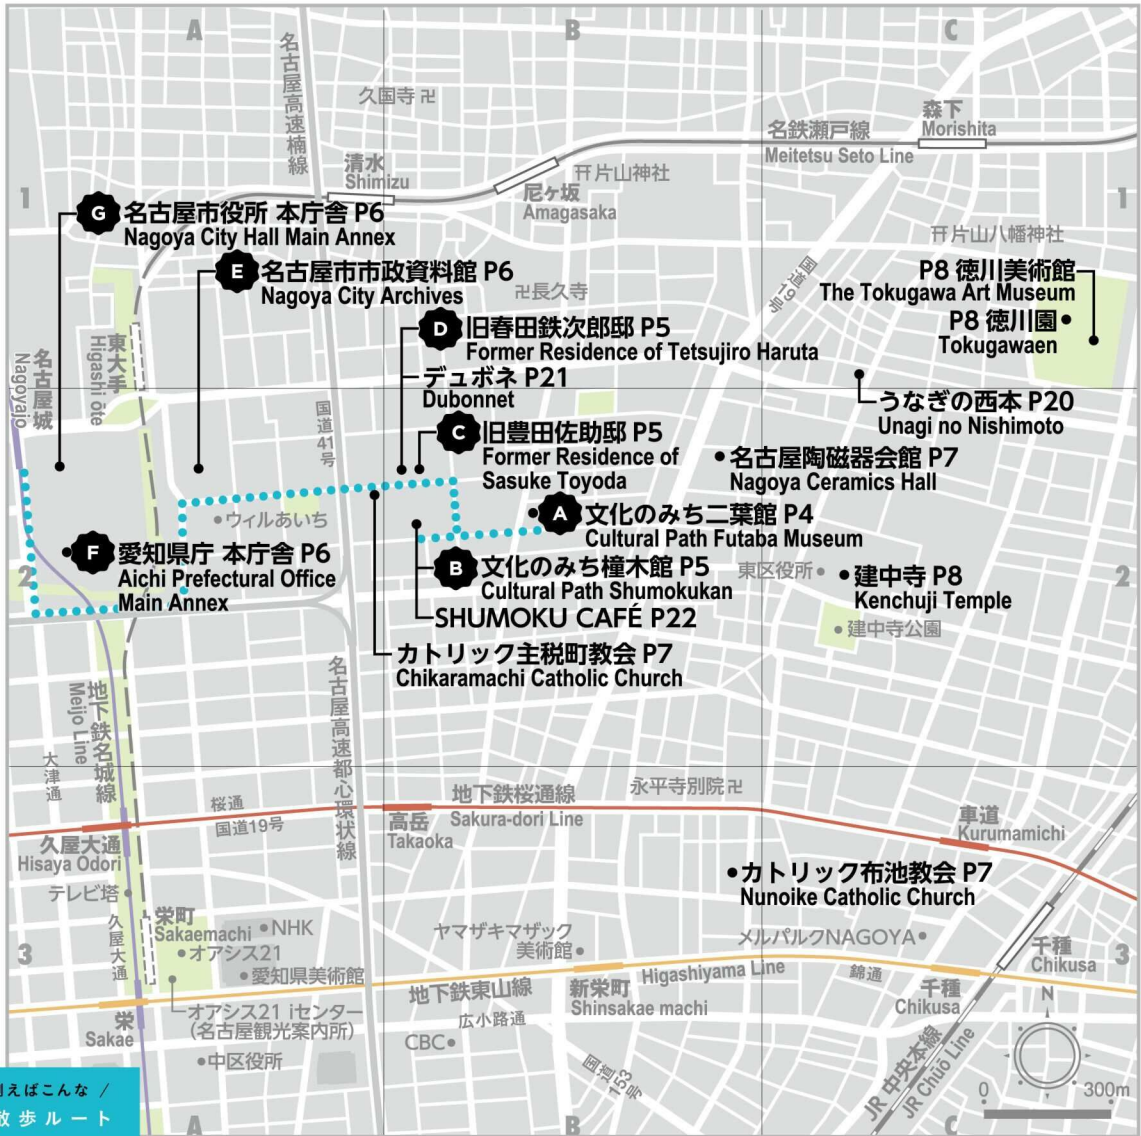 A
B
C
名古屋高速楠線
久国寺
森下
Morishita
名鉄瀬戸線
Meitetsu Seto Line
清水
Shimizu
片山神社
尼ヶ坂
Amagasaka
1
1
G 名古屋市役所 本庁舎 P6
Nagoya City Hall Main Annex
片山八幡神社
E 名古屋市市政資料館 P6
Nagoya City Archives
国道19号
P8 徳川美術館
The Tokugawa Art Museum
卍長久寺
P8 徳川園
Tokugawaen
D 旧春田鉄次郎邸 P5
Former Residence of Tetsujiro Haruta
東大手
Higashi ōte
名古屋城
Nagoyajo
デュボネ P21
Dubonnet
うなぎの西本 P20
Unagi no Nishimoto
国道41号
C 旧豊田佐助邸 P5
Former Residence of
Sasuke Toyoda
名古屋陶磁器会館 P7
Nagoya Ceramics Hall
ウィルあいち
A 文化のみち二葉館 P4
Cultural Path Futaba Museum
F 愛知県庁 本庁舎 P6
Aichi Prefectural Office
Main Annex
2
2
B 文化のみち橦木館 P5
Cultural Path Shumokukan
東区役所
建中寺 P8
Kenchuji Temple
SHUMOKU CAFÉ P22
建中寺公園
カトリック主税町教会 P7
Chikaramachi Catholic Church
地下鉄名城線
Meijo Line
名古屋高速都心環状線
大津通
桜通
国道19号
地下鉄桜通線
Sakura-dori Line
永平寺別院卍
高岳
Takaoka
車道
Kurumamichi
久屋大通
Hisaya Odori
テレビ塔
カトリック布池教会 P7
Nunoike Catholic Church
久屋大通
栄町
Sakaemachi
NHK
オアシス21
愛知県美術館
ヤマザキマザック
美術館
メルパルクNAGOYA
3
3
千種
Chikusa
Higashiyama Line
錦通
地下鉄東山線
新栄町
Shinsakae machi
千種
Chikusa
オアシス21 iセンター
(名古屋観光案内所)
広小路通
栄
Sakae
CBC
中区役所
国道153号
JR 中央本線
JR Chūō Line
N
0
300m
えばこんな /
散歩ルート
A
B
C